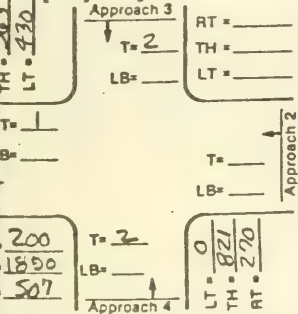 Approach 3
T= 2
LB=
RT =
TH =
LT =
TH =
LT = 430
T= 1
B=
T=
LB=
Approach 2
200
1890
507
T= 2
LB=
Approach 4
LT = 0
TH = 821
RT = 270